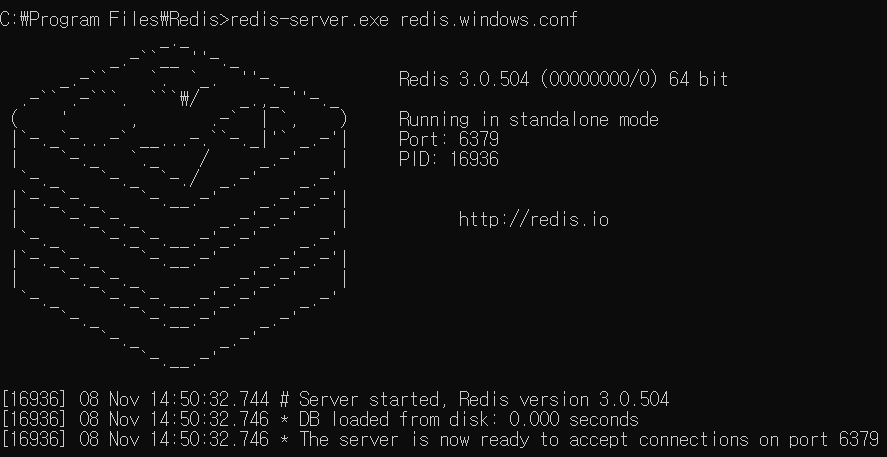 C:₩Program Files₩Redis>redis-server.exe redis.windows.conf
Redis 3.0.504 (00000000/0) 64 bit
Running in standalone mode
Port: 6379
PID: 16936
http://redis.io
[16936] 08 Nov 14:50:32.744 # Server started, Redis version 3.0.504
[16936] 08 Nov 14:50:32.746 * DB loaded from disk: 0.000 seconds
[16936] 08 Nov 14:50:32.746 * The server is now ready to accept connections on port 6379